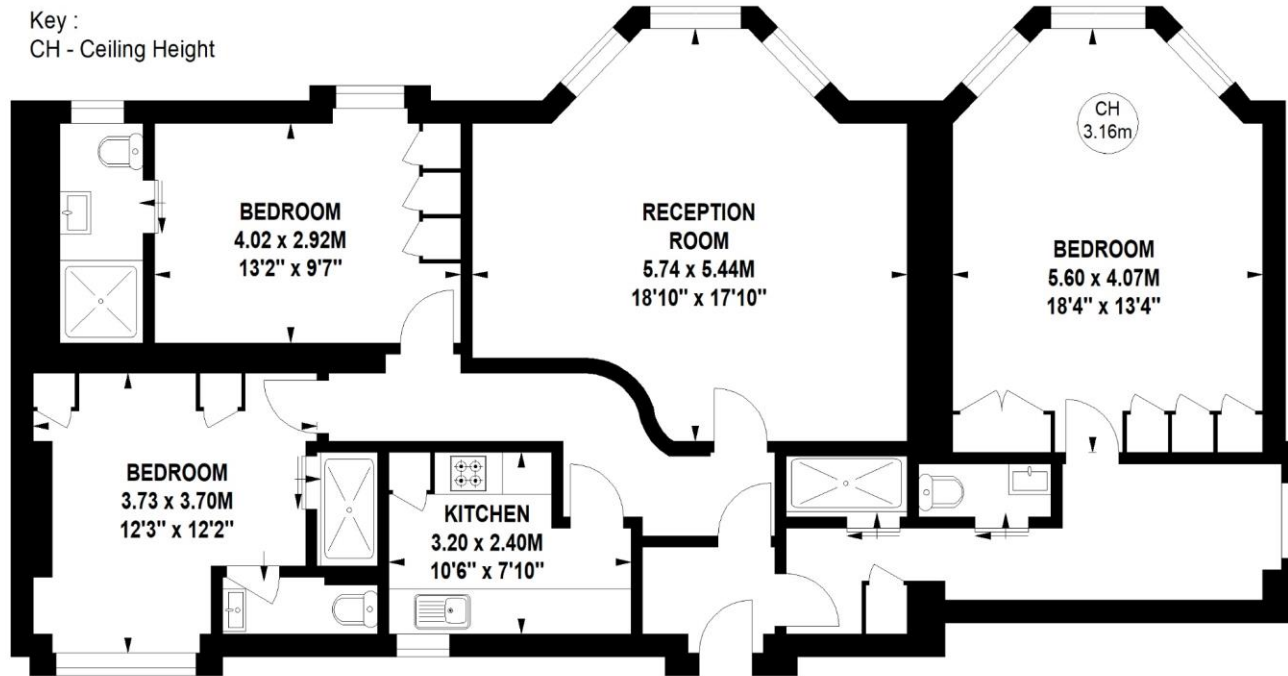 Key :
CH - Ceiling Height
CH
3.16m
BEDROOM
4.02 x 2.92M
13'2" x 9'7"
RECEPTION
ROOM
5.74 x 5.44M
18'10" x 17'10"
BEDROOM
5.60 x 4.07M
18'4" x 13'4"
BEDROOM
3.73 x 3.70M
12'3" x 12'2"
KITCHEN
3.20 x 2.40M
10'6" x 7'10"